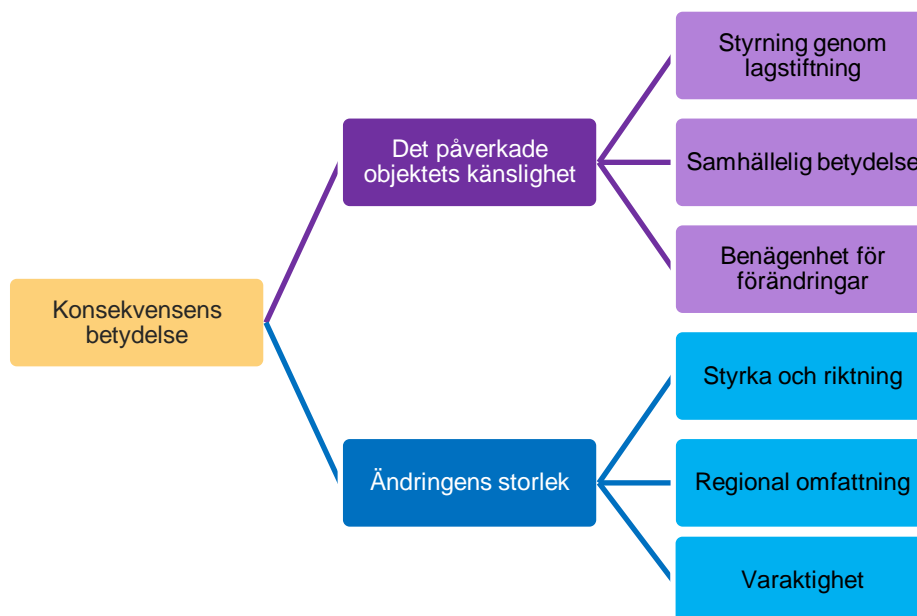 Styrning genom
lagstiftning
Det påverkade
objektets känslighet
Samhällelig betydelse
Benägenhet för
förändringar
Konsekvensens
betydelse
Styrka och riktning
Ändringens storlek
Regional omfattning
Varaktighet